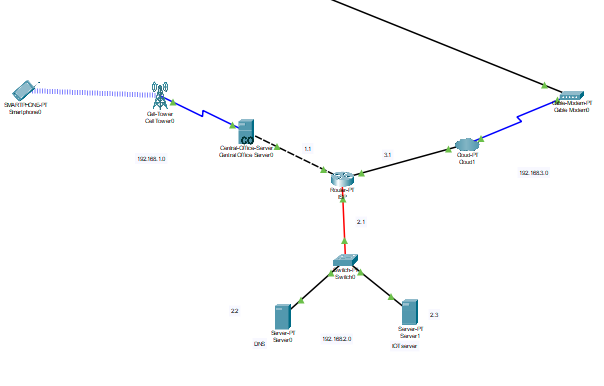 SMARTPHONE-PT
Smartphone0
Cell-Tower
Cell Tower0
Central-Office-Server
Central Office Server0
CO
192.168.1.0
1.1
3.1
Router-PT
Cloud-PT
Cloud1
Cable-Modem-PT
Cable Modem0
192.168.3.0
2.1
Switch-PT
Switch0
2.2
Server-PT
Server0
DNS
192.168.2.0
Server-PT
Server1
2.3
IOT server